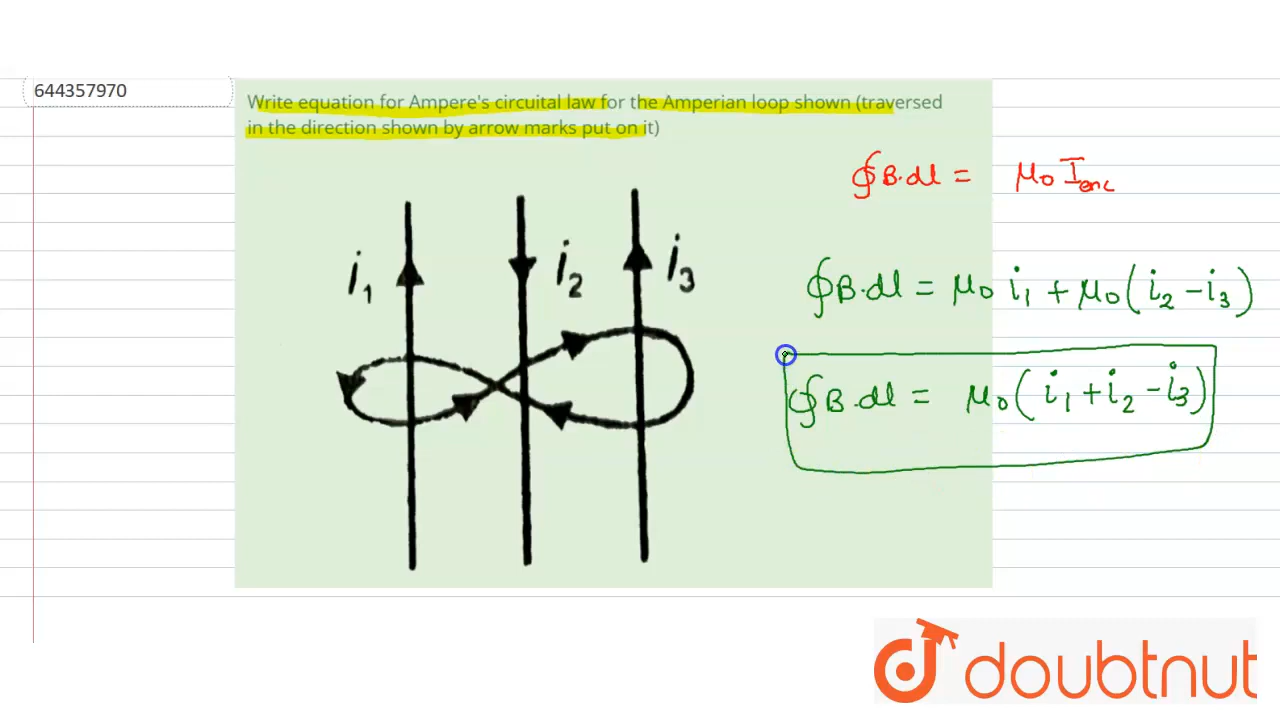 644357970
Write equation for Ampere's circuital law for the Amperian loop shown (traversed
in the direction shown by arrow marks put on it)
∮B.dl = μ0 Ienc
i1 i2 i3
∮B.dl = μ0 i1 + μ0 (i2 − i3)
∮B.dl = μ0 (i1 + i2 − i3)
doubtnut